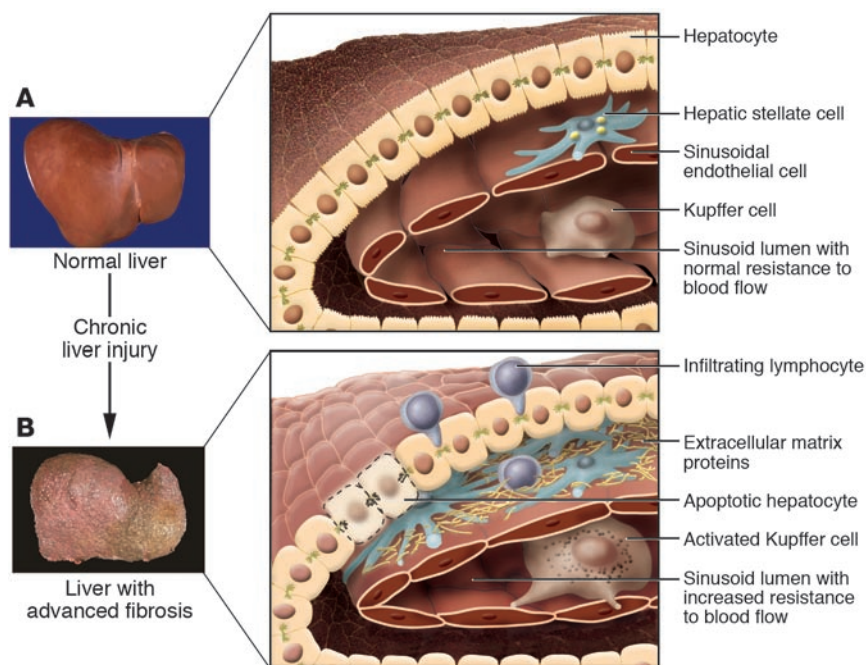 A
Normal liver
Chronic
liver injury
B
Liver with
advanced fibrosis
Hepatocyte
Hepatic stellate cell
Sinusoidal
endothelial cell
Kupffer cell
Sinusoid lumen with
normal resistance to
blood flow
Infiltrating lymphocyte
Extracellular matrix
proteins
Apoptotic hepatocyte
Activated Kupffer cell
Sinusoid lumen with
increased resistance
to blood flow